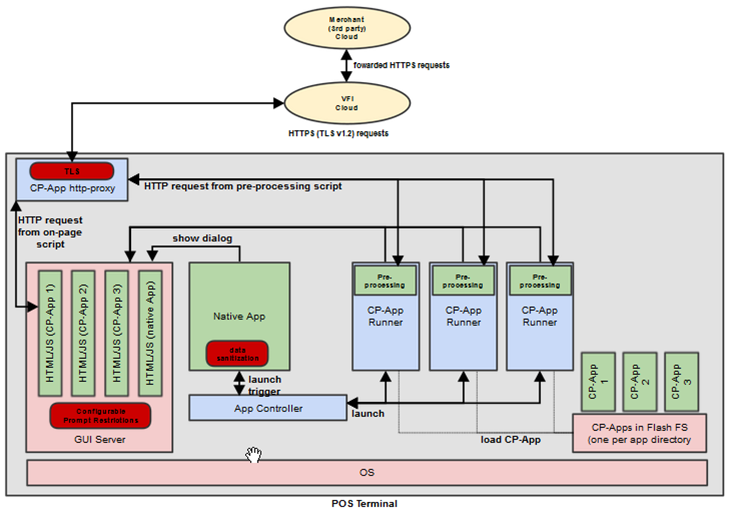 Merchant
(3rd party)
Cloud
fowarded HTTPS requests
VFI
Cloud
HTTPS (TLS v1.2) requests
TLS
CP-App http-proxy
HTTP request from pre-processing script
HTTP request
from on-page
script
show dialog
HTML/JS (CP-App 1)
HTML/JS (CP-App 2)
HTML/JS (CP-App 3)
HTML/JS (native App)
Configurable
Prompt Restritions
GUI Server
Native App
data
sanitization
launch
trigger
App Controller
launch
Pre-
processing
CP-App
Runner
Pre-
processing
CP-App
Runner
Pre-
processing
CP-App
Runner
CP-App
1
CP-App
2
CP-App
3
load CP-App
CP-Apps in Flash FS
(one per app directory
OS
POS Terminal